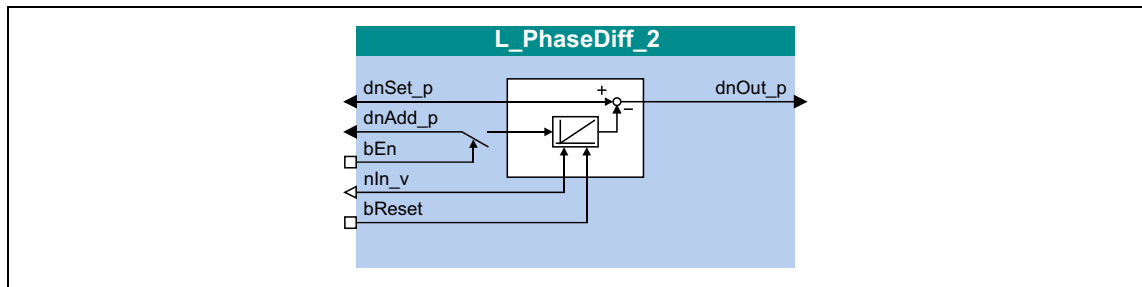 L_PhaseDiff_2
dnSet_p
+
dnOut_p
dnAdd_p
−
bEn
nIn_v
bReset